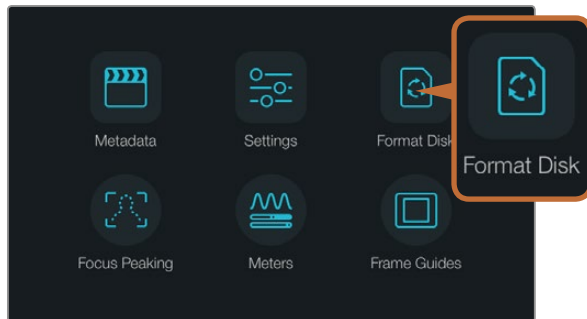 Metadata
Settings
Format Disk
Format Disk
Focus Peaking
Meters
Frame Guides